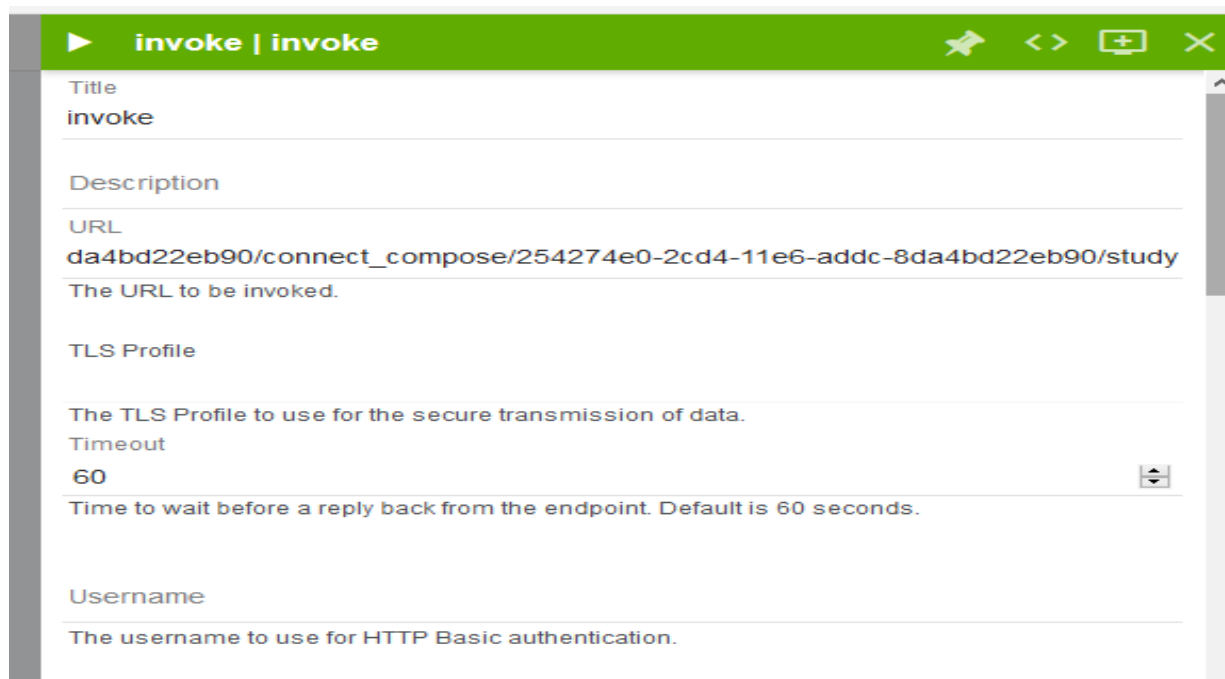 invoke | invoke
Title
invoke
Description
URL
da4bd22eb90/connect_compose/254274e0-2cd4-11e6-addc-8da4bd22eb90/study
The URL to be invoked.
TLS Profile
The TLS Profile to use for the secure transmission of data.
Timeout
60
Time to wait before a reply back from the endpoint. Default is 60 seconds.
Username
The username to use for HTTP Basic authentication.